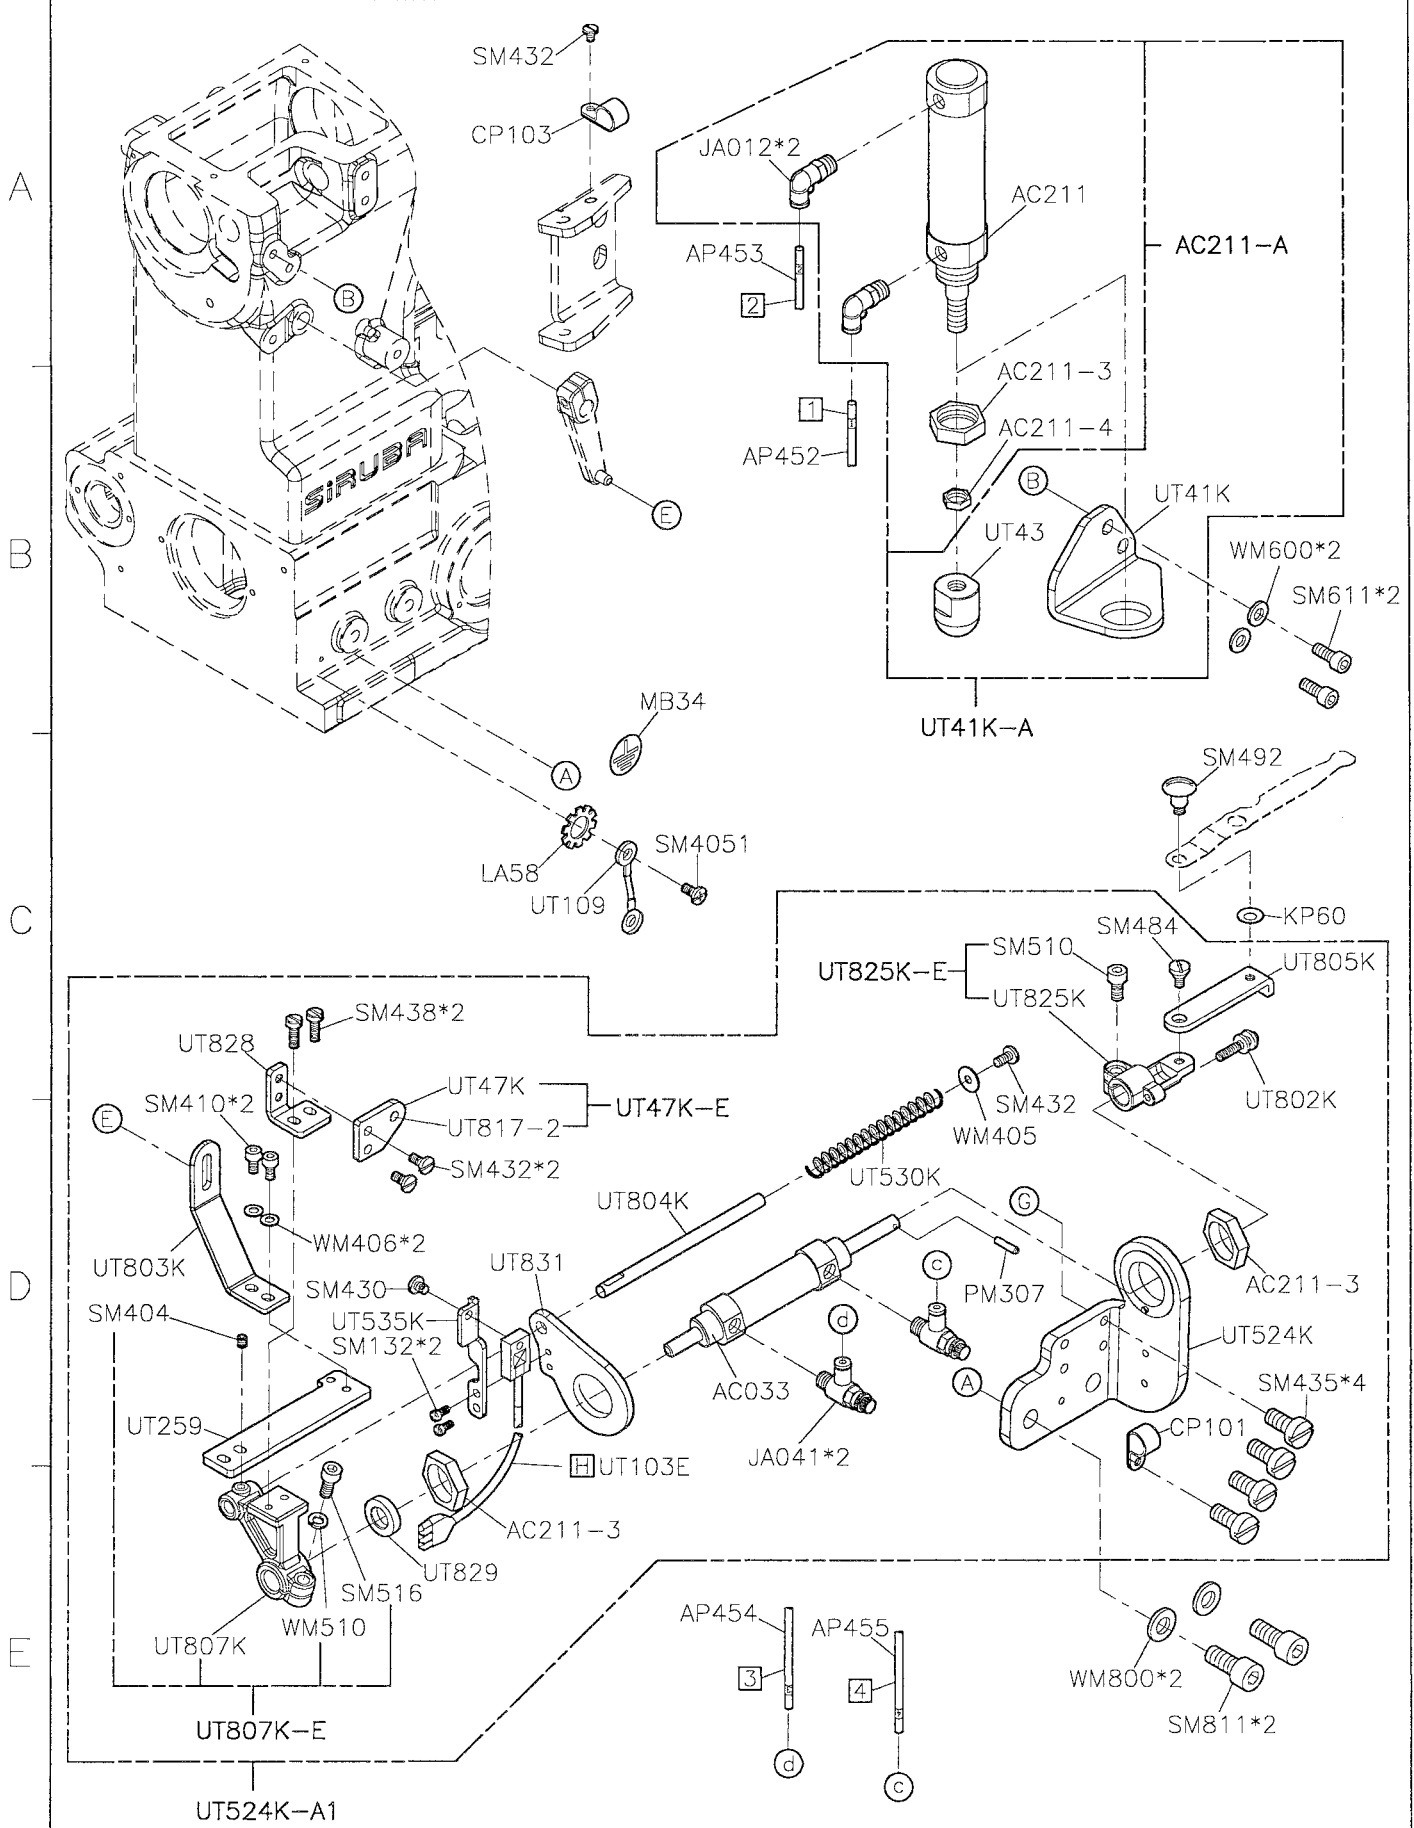 SM432
CP103
JA012*2
AC211
A
AP453
AC211-A
2
B
AC211-3
1
AC211-4
AP452
SiRUBA
E
B
UT41K
UT43
WM600*2
B
SM611*2
MB34
UT41K-A
A
SM492
LA58
SM4051
UT109
C
KP60
SM484
SM510
UT825K-E
UT805K
UT825K
SM438*2
UT828
UT47K
UT47K-E
UT802K
SM432
SM410*2
E
UT817-2
WM405
SM432*2
UT530K
UT804K
G
WM406*2
UT831
UT803K
SM430
c
PM307
AC211-3
D
SM404
UT535K
d
UT524K
SM132*2
AC033
A
SM435*4
UT259
CP101
JA041*2
H UT103E
AC211-3
UT829
SM516
AP454
AP455
WM510
UT807K
E
3
4
WM800*2
SM811*2
UT807K-E
d
c
UT524K-A1